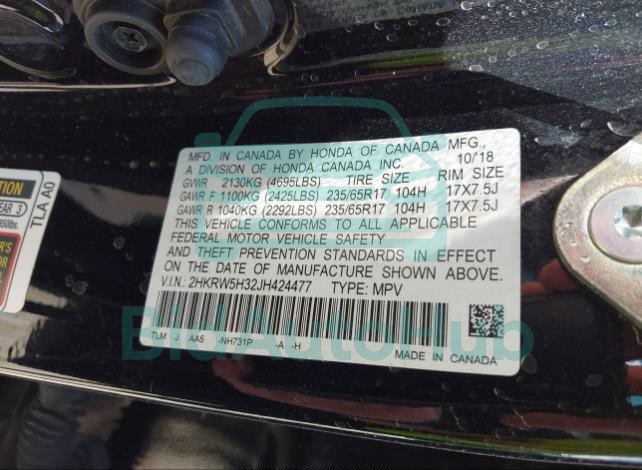 MFD. IN CANADA BY HONDA OF CANADA MFG.,
A DIVISION OF HONDA CANADA INC. 10/18
GVWR 2130KG (4695LBS) TIRE SIZE RIM SIZE
GAWR F 1100KG (2425LBS) 235/65R17 104H 17X7.5J
GAWR R 1040KG (2292LBS) 235/65R17 104H 17X7.5J
THIS VEHICLE CONFORMS TO ALL APPLICABLE
FEDERAL MOTOR VEHICLE SAFETY
AND THEFT PREVENTION STANDARDS IN EFFECT
ON THE DATE OF MANUFACTURE SHOWN ABOVE.
V.I.N.: 2HKRW5H32JH424477 TYPE: MPV
TLM J AA5 -NH731P -A -H
MADE IN CANADA
TLA A0
BidAutoHub